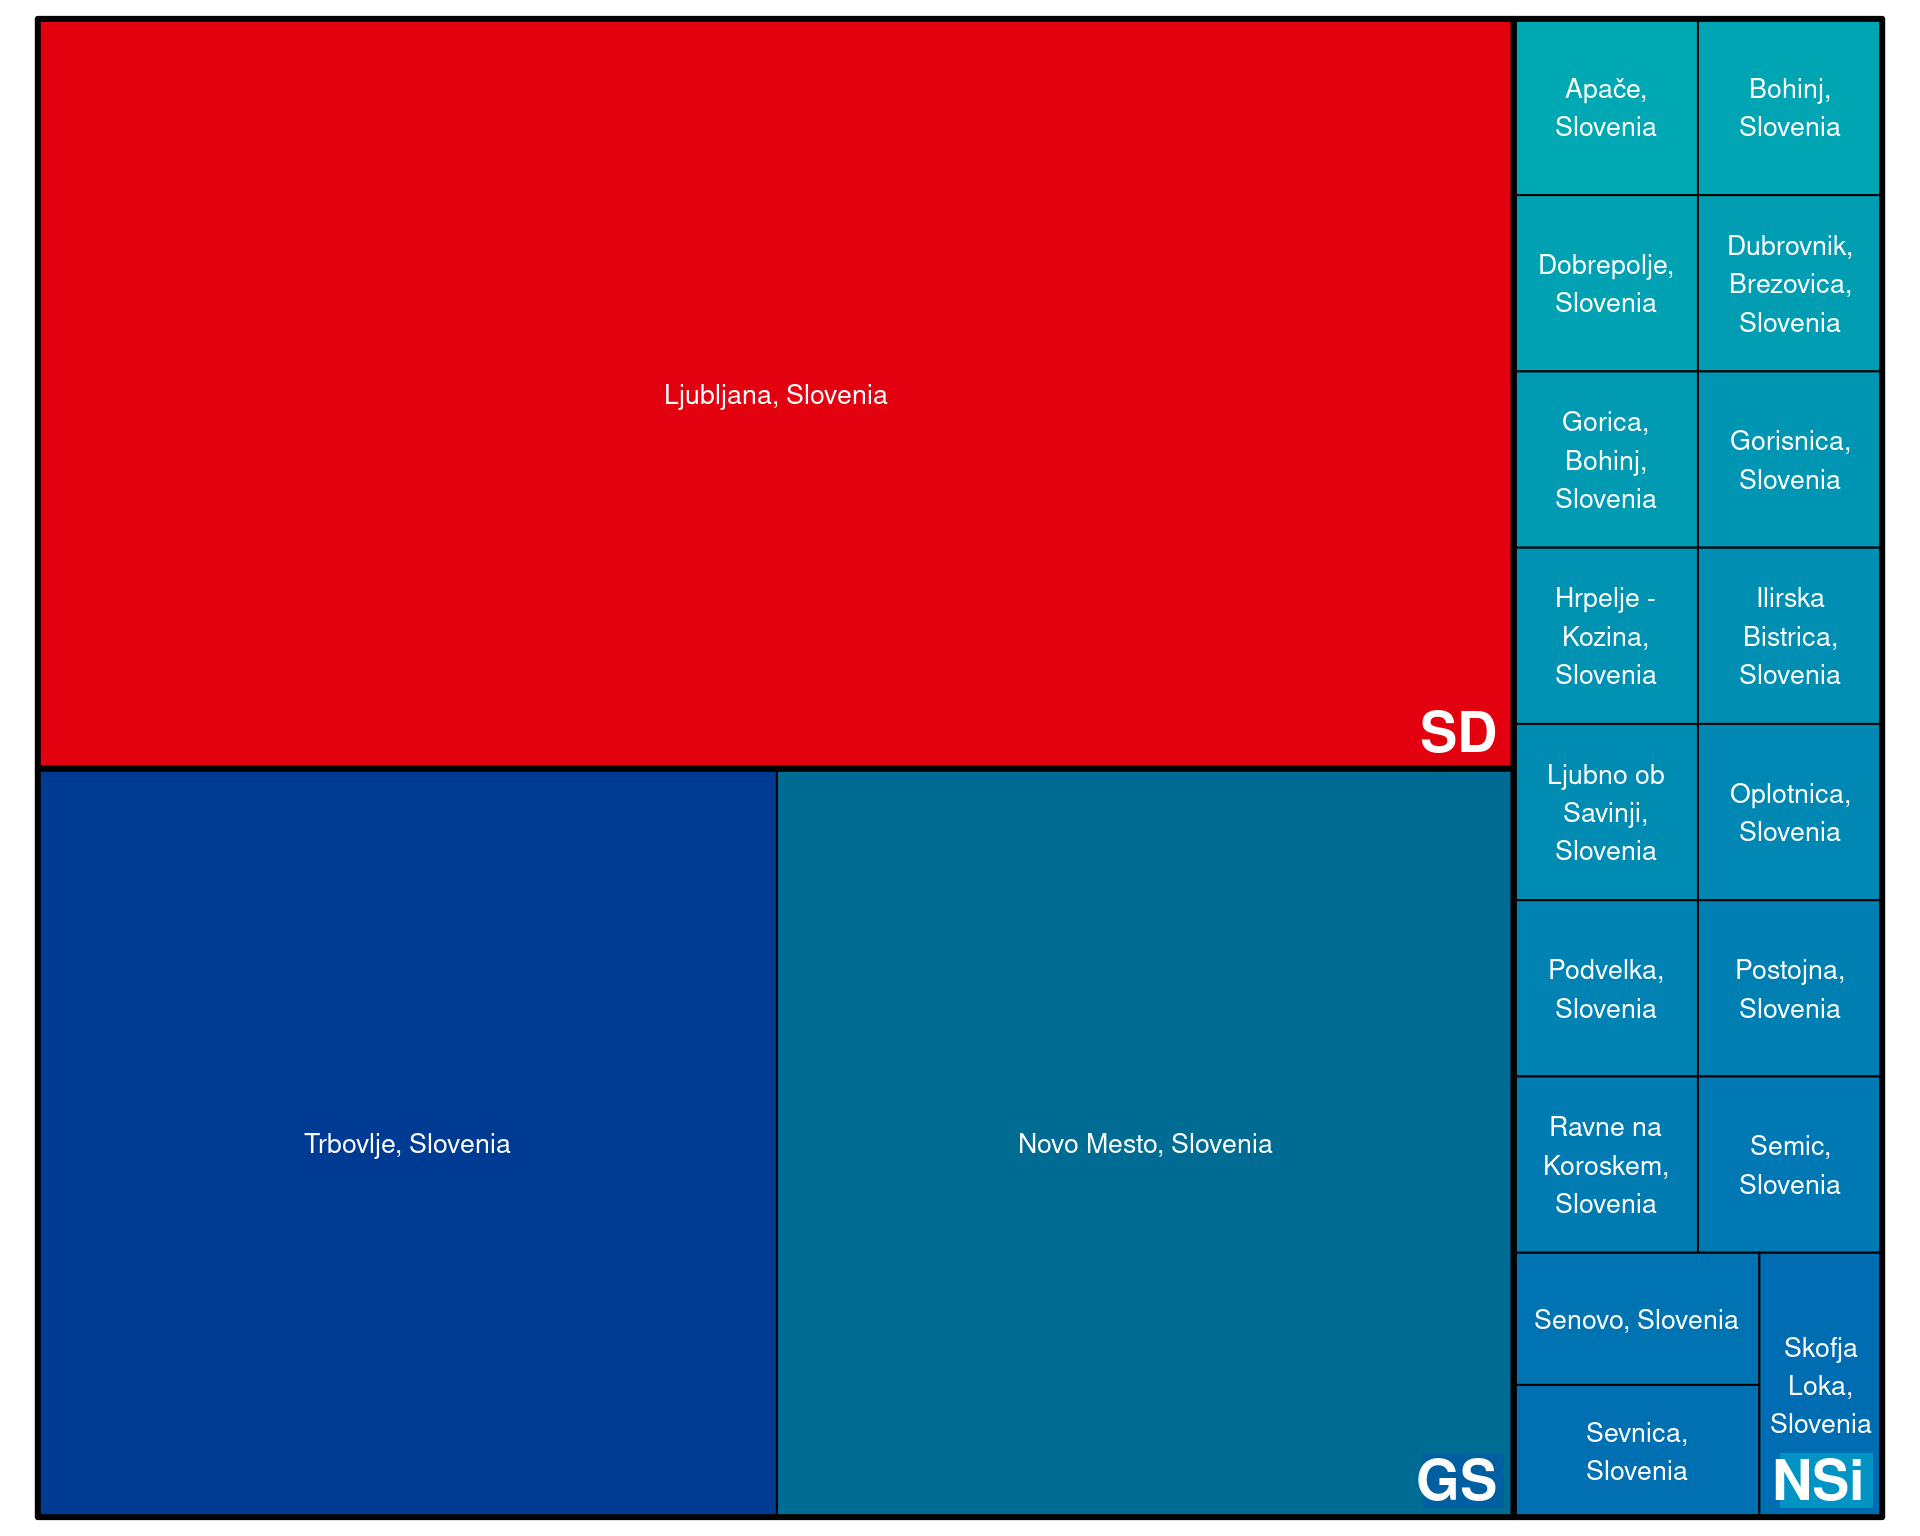 Ljubljana, Slovenia
SD
Trbovlje, Slovenia
Novo Mesto, Slovenia
GS
Apače,
Slovenia
Bohinj,
Slovenia
Dobrepolje,
Slovenia
Dubrovnik,
Brezovica,
Slovenia
Gorica,
Bohinj,
Slovenia
Gorisnica,
Slovenia
Hrpelje -
Kozina,
Slovenia
Ilirska
Bistrica,
Slovenia
Ljubno ob
Savinji,
Slovenia
Oplotnica,
Slovenia
Podvelka,
Slovenia
Postojna,
Slovenia
Ravne na
Koroskem,
Slovenia
Semic,
Slovenia
Senovo, Slovenia
Sevnica,
Slovenia
Skofja
Loka,
Slovenia
NSi